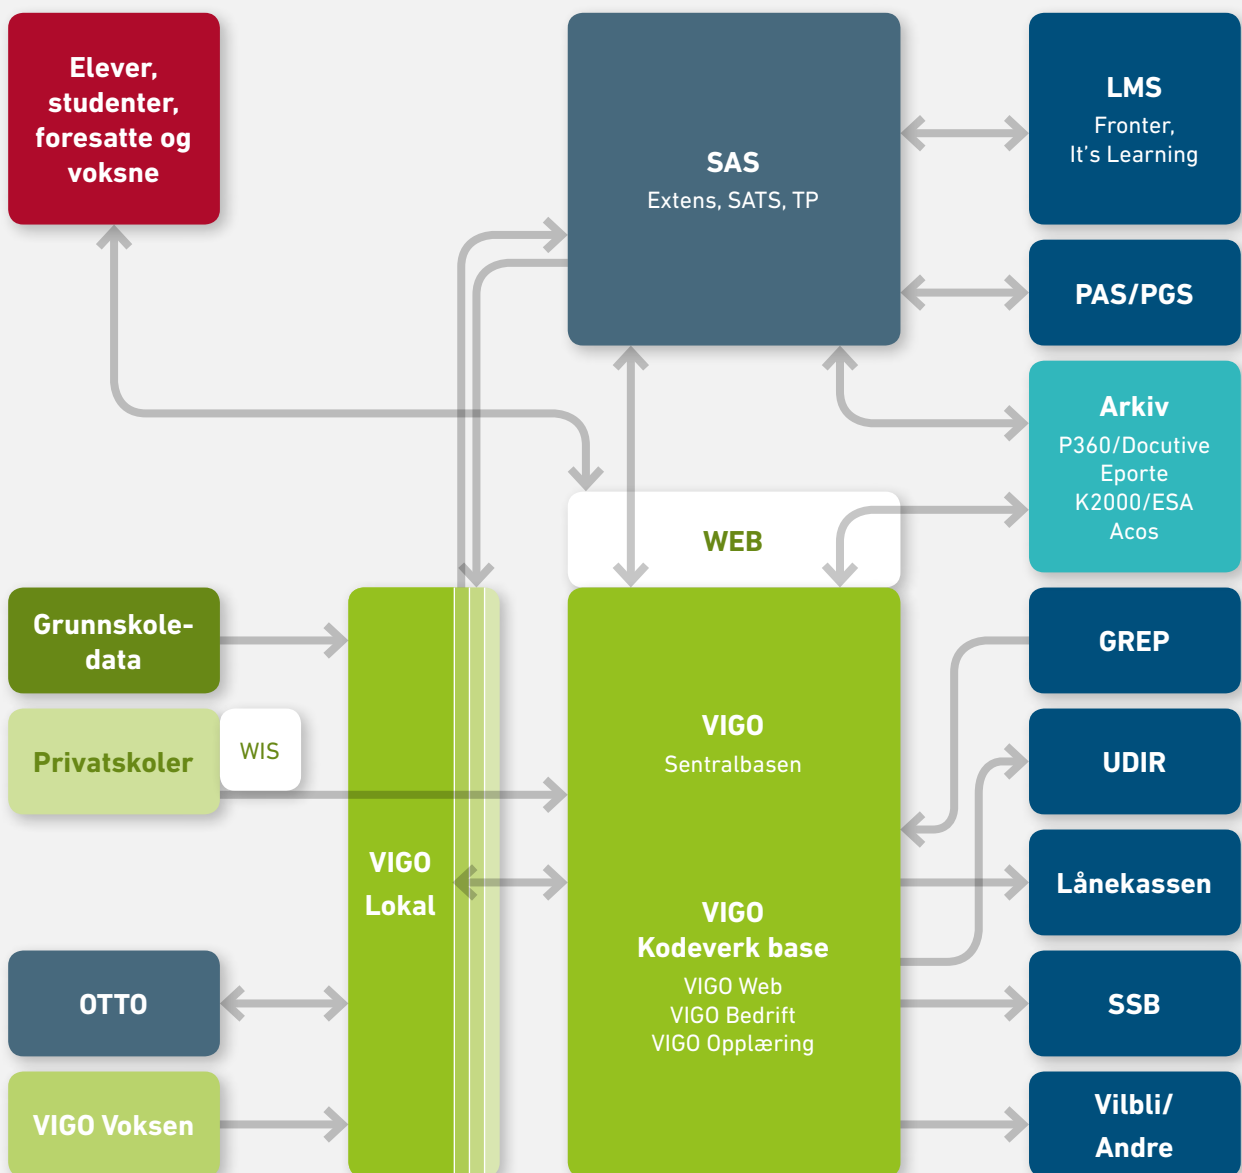 Elever,
studenter,
foresatte og
voksne
SAS
Extens, SATS, TP
LMS
Fronter,
It's Learning
PAS/PGS
Arkiv
P360/Docutive
Eporte
K2000/ESA
Acos
WEB
Grunnskole-
data
Privatskoler
WIS
VIGO
Lokal
OTTO
VIGO Voksen
VIGO
Sentralbasen
VIGO
Kodeverk base
VIGO Web
VIGO Bedrift
VIGO Opplæring
GREP
UDIR
Lånekassen
SSB
Vilbli/
Andre